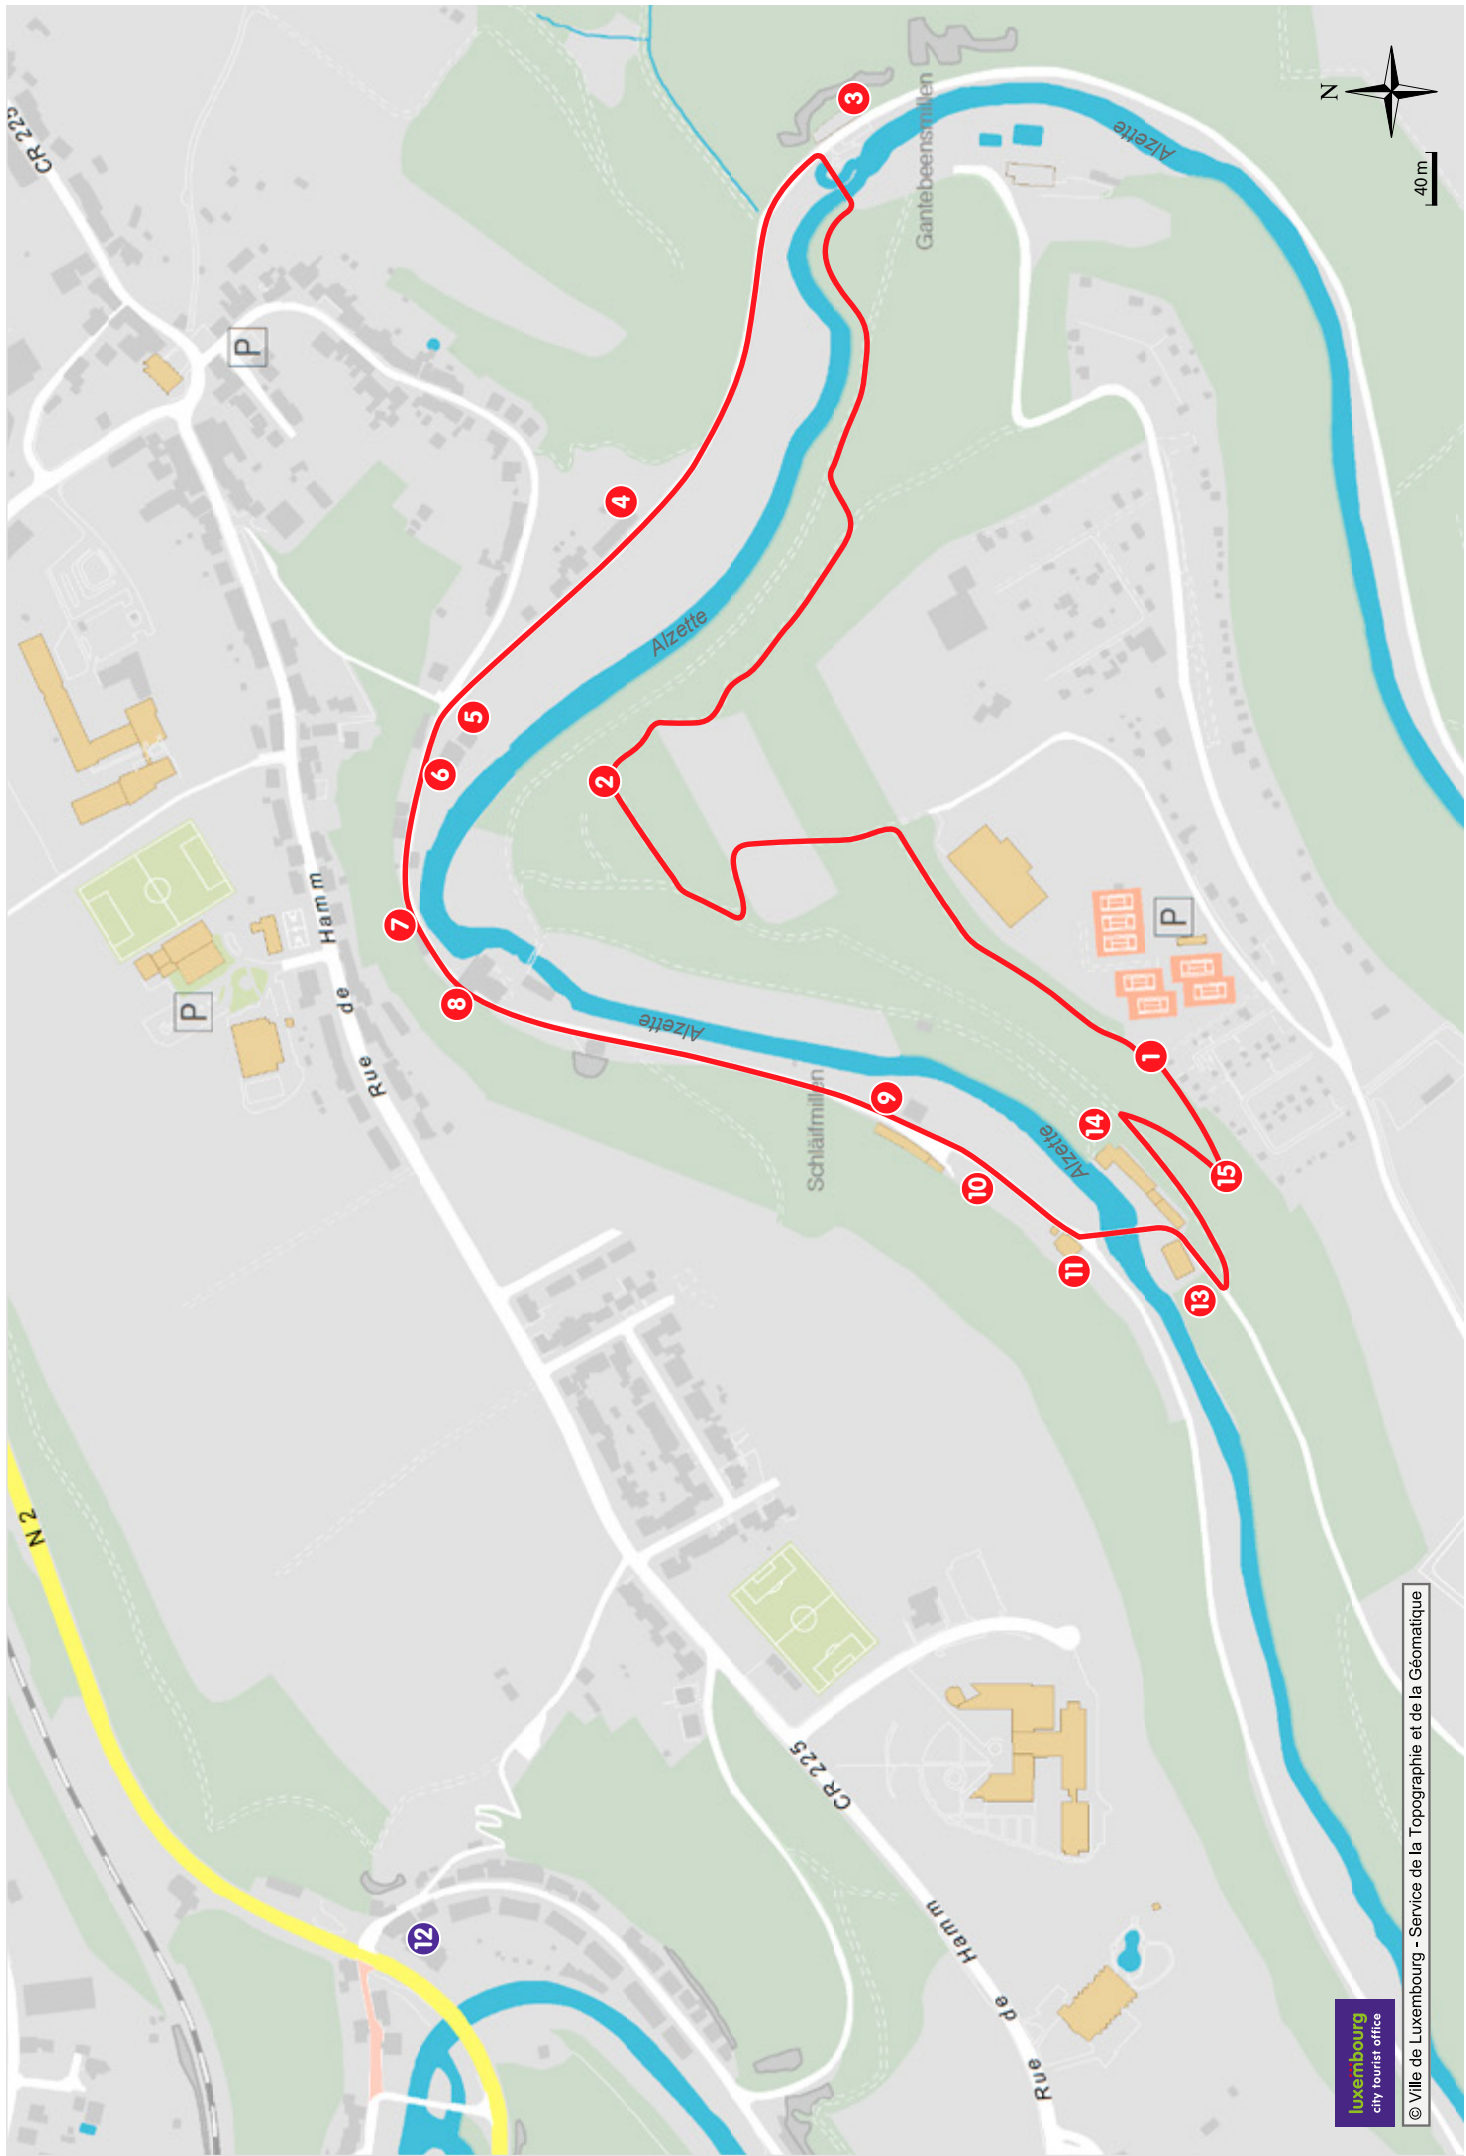 CR 225
N
40 m
3
Gantebeensmillen
Alzette
P
4
Alzette
5
6
2
7
Rue de Hamm
P
8
Alzette
P
1
9
Schläifmillen
14
Alzette
10
15
11
13
N 2
CR 225
12
Rue de Hamm
luxembourg
city tourist office
© Ville de Luxembourg - Service de la Topographie et de la Géomatique